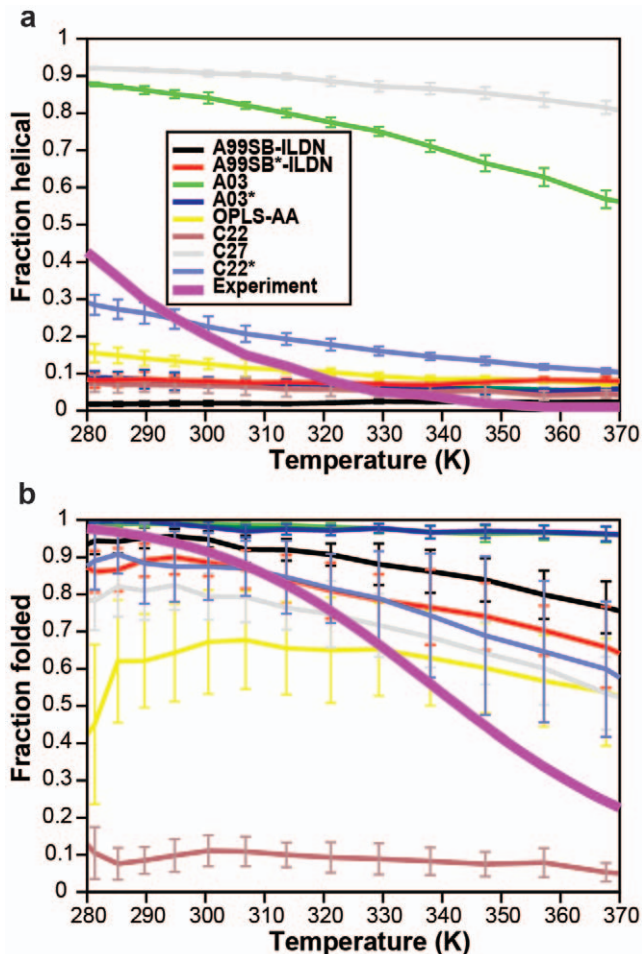 a
1
0.9
0.8
0.7
0.6
0.5
0.4
0.3
0.2
0.1
0
Fraction helical
A99SB-ILDN
A99SB*-ILDN
A03
A03*
OPLS-AA
C22
C27
C22*
Experiment
280 290 300 310 320 330 340 350 360 370
Temperature (K)
b
1
0.9
0.8
0.7
0.6
0.5
0.4
0.3
0.2
0.1
0
Fraction folded
280 290 300 310 320 330 340 350 360 370
Temperature (K)